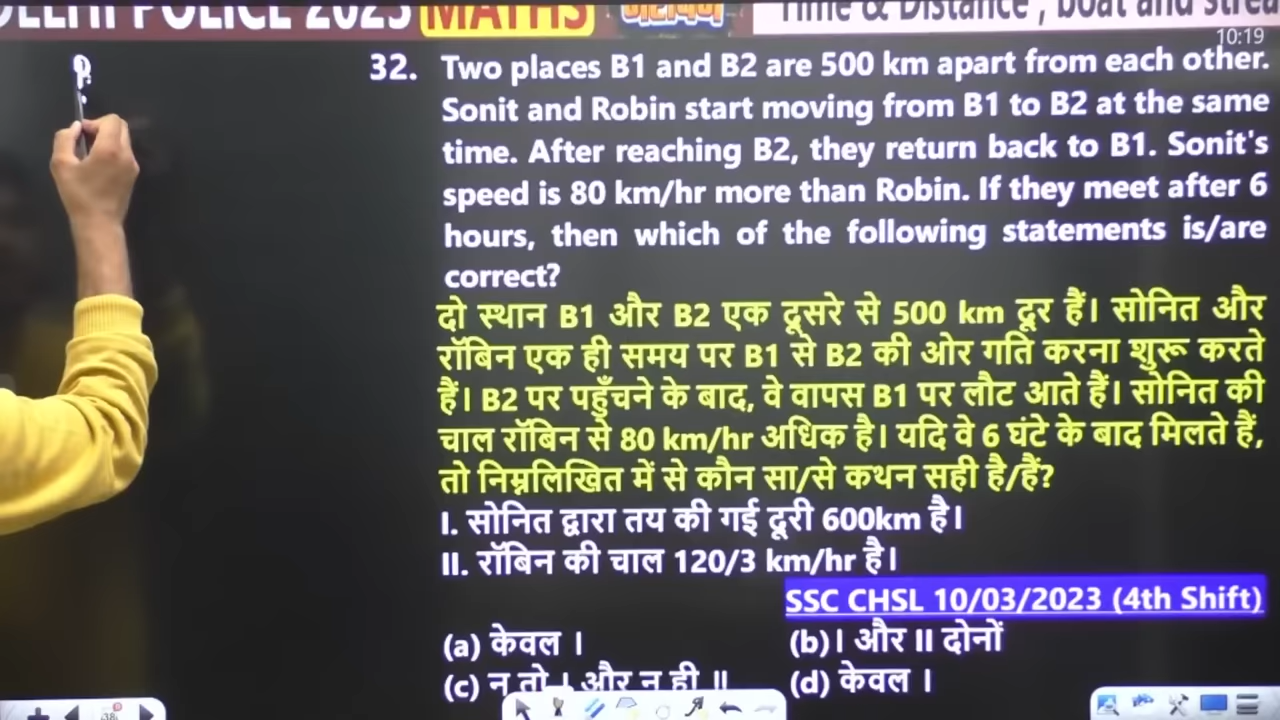 DELHI POLICE 2023 MATHS Time & Distance , boat and strea
10:19
32. Two places B1 and B2 are 500 km apart from each other.
Sonit and Robin start moving from B1 to B2 at the same
time. After reaching B2, they return back to B1. Sonit's
speed is 80 km/hr more than Robin. If they meet after 6
hours, then which of the following statements is/are
correct?
दो स्थान B1 और B2 एक दूसरे से 500 km दूर हैं। सोनित और
रॉबिन एक ही समय पर B1 से B2 की ओर गति करना शुरू करते
हैं। B2 पर पहुँचने के बाद, वे वापस B1 पर लौट आते हैं। सोनित की
चाल रॉबिन से 80 km/hr अधिक है। यदि वे 6 घंटे के बाद मिलते हैं,
तो निम्नलिखित में से कौन सा/से कथन सही है/हैं?
I. सोनित द्वारा तय की गई दूरी 600km है।
II. रॉबिन की चाल 120/3 km/hr है।
SSC CHSL 10/03/2023 (4th Shift)
(a) केवल I (b) I और II दोनों
(c) न तो I और न ही II (d) केवल I